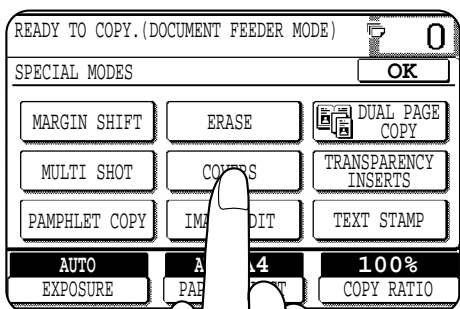 READY TO COPY.(DOCUMENT FEEDER MODE)
0
SPECIAL MODES
OK
MARGIN SHIFT
ERASE
DUAL PAGE
COPY
MULTI SHOT
TRANSPARENCY
INSERTS
PAMPHLET COPY
TEXT STAMP
AUTO
100%
EXPOSURE
COPY RATIO